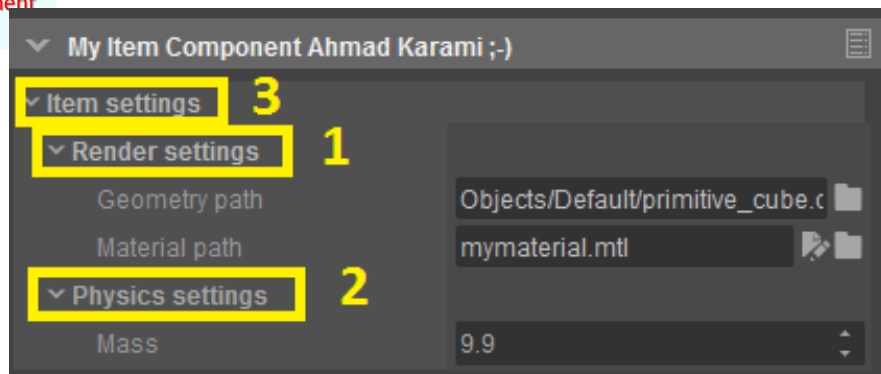 My Item Component Ahmad Karami ;-)
Item settings 3
Render settings 1
Geometry path Objects/Default/primitive_cube.c
Material path mymaterial.mtl
Physics settings 2
Mass 9.9